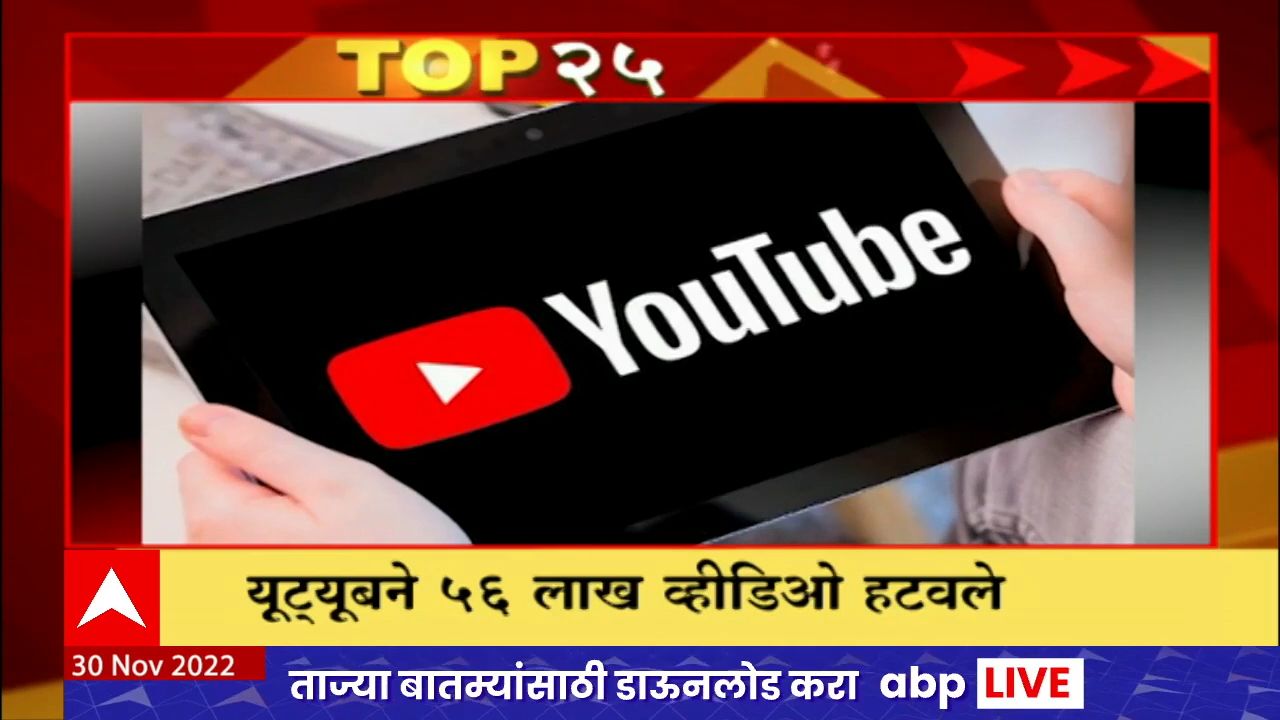 TOP २५
YouTube
यूट्यूबने ५६ लाख व्हीडिओ हटवले
30 Nov 2022
ताज्या बातम्यांसाठी डाऊनलोड करा abp LIVE